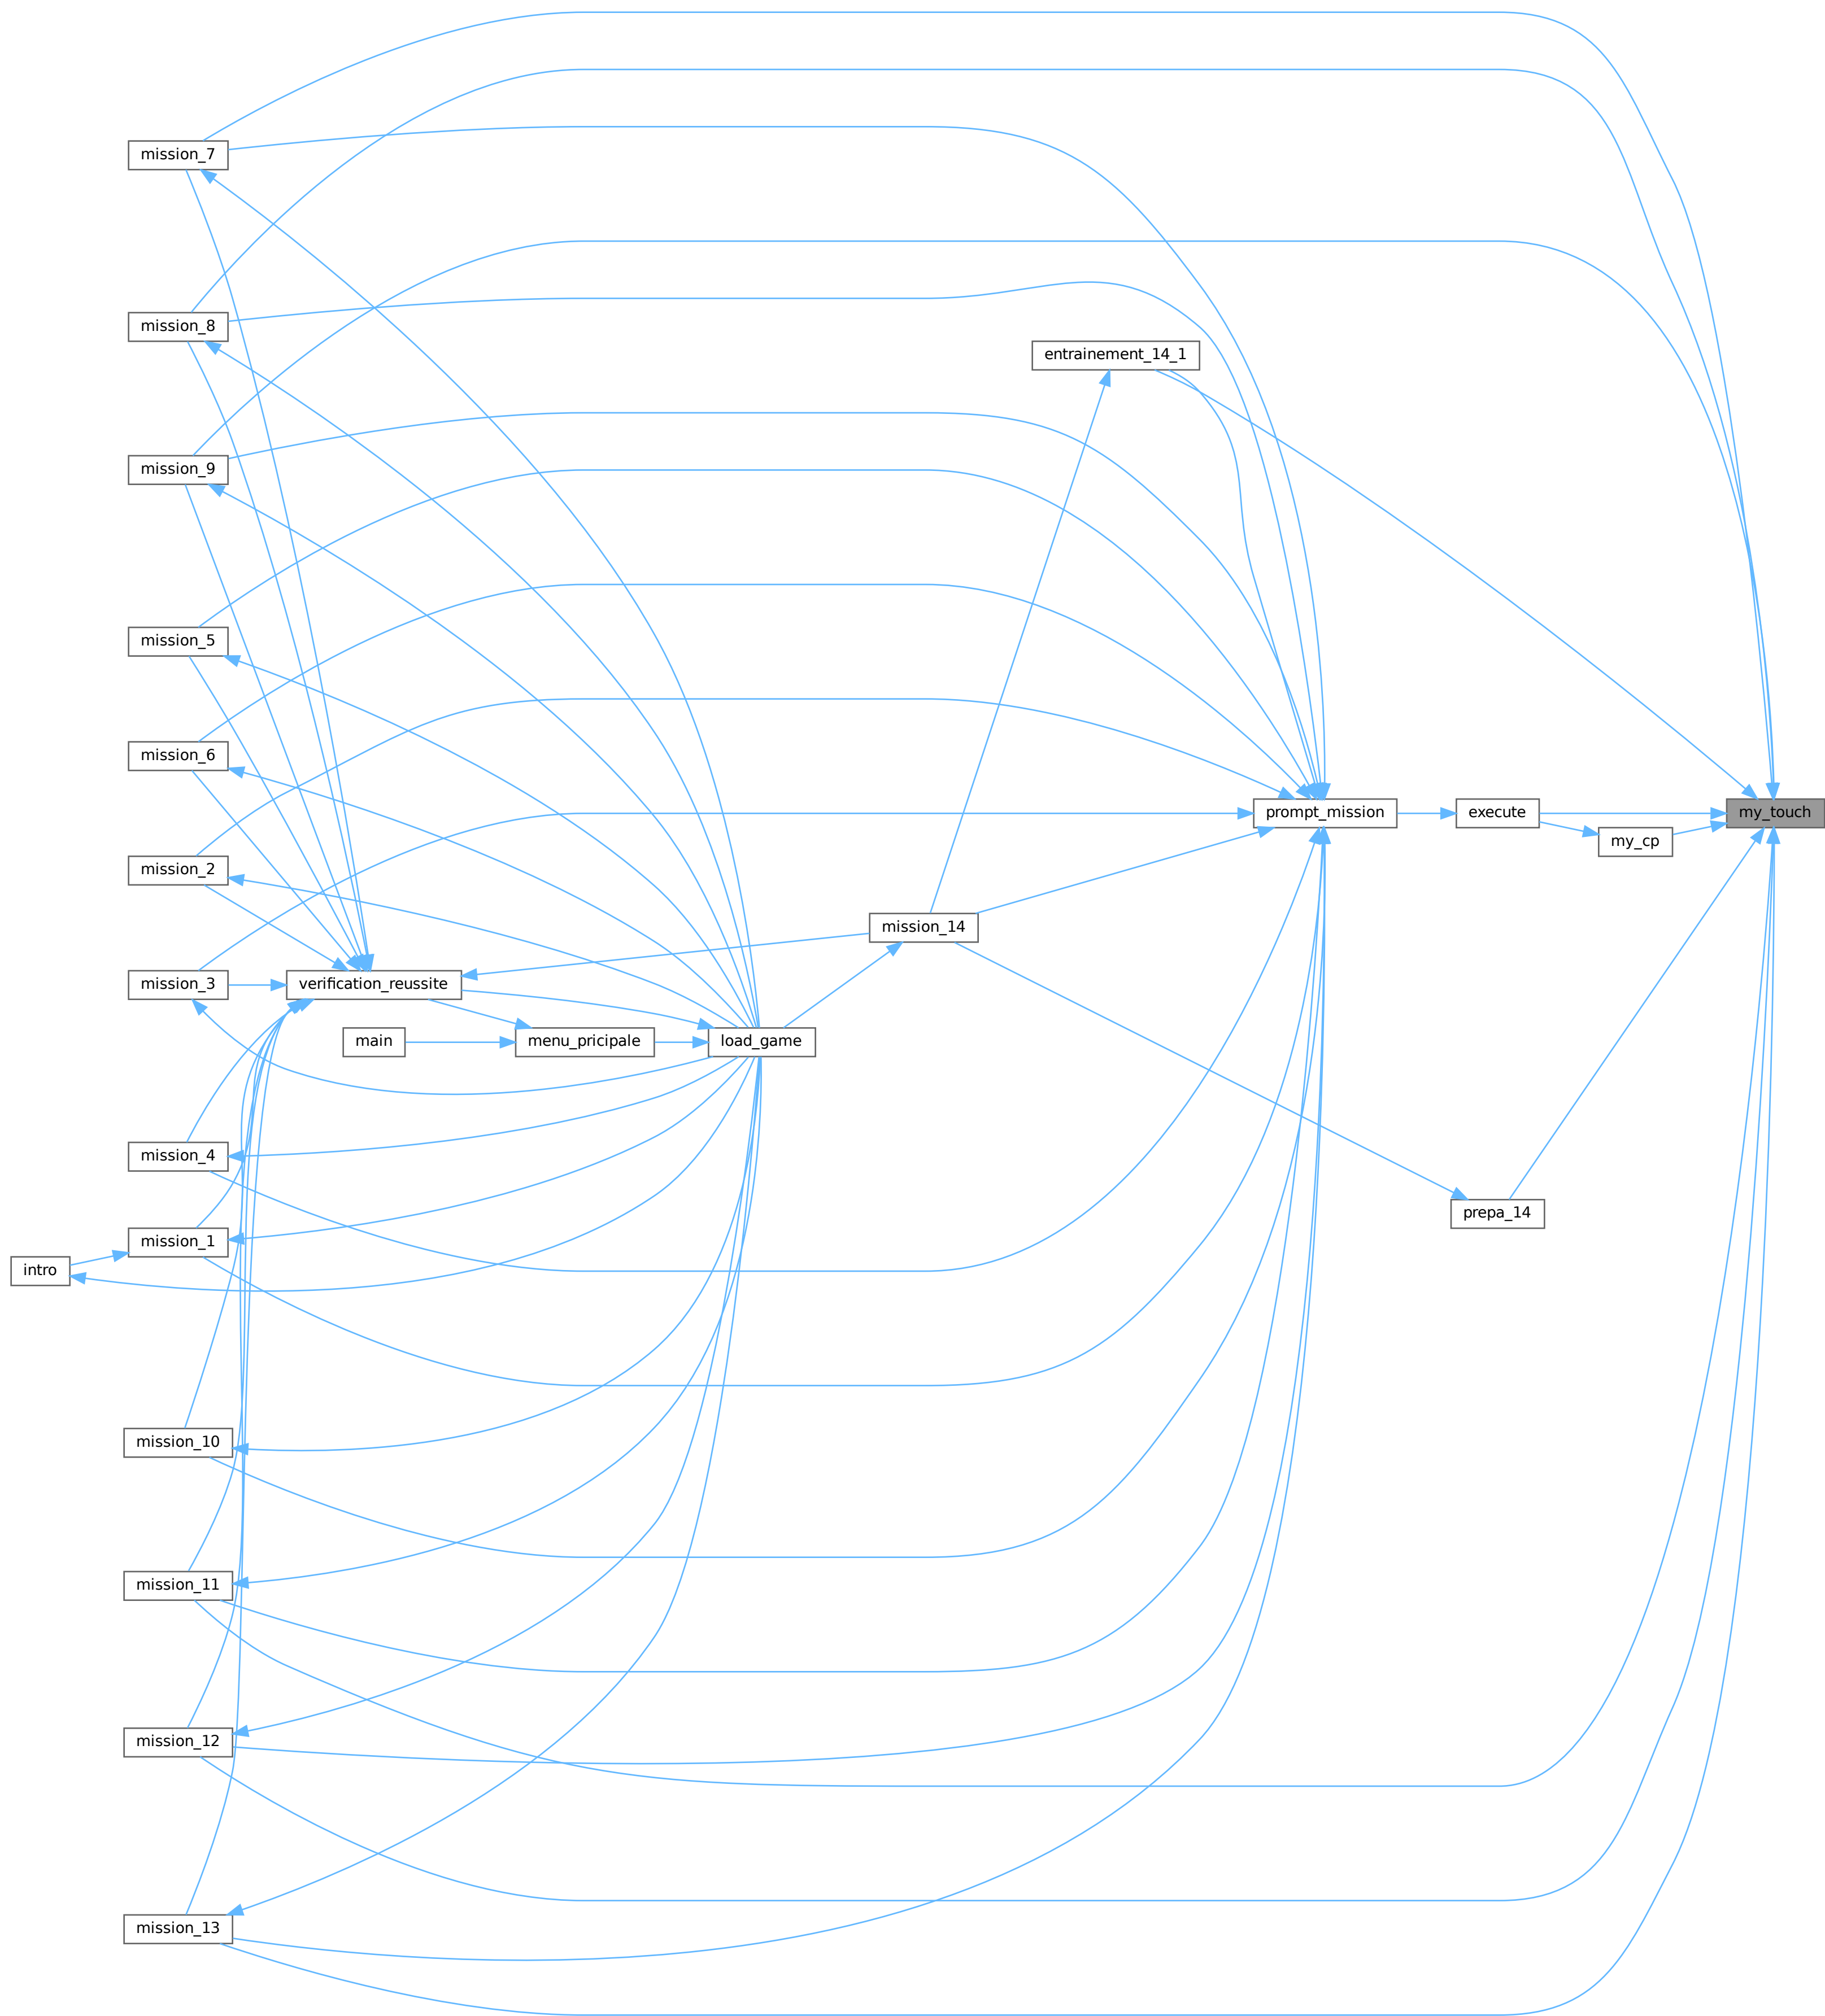 mission_7
mission_8
entrainement_14_1
mission_9
mission_5
mission_6
prompt_mission
execute
my_touch
my_cp
mission_2
mission_14
mission_3
verification_reussite
main
menu_pricipale
load_game
mission_4
prepa_14
mission_1
intro
mission_10
mission_11
mission_12
mission_13